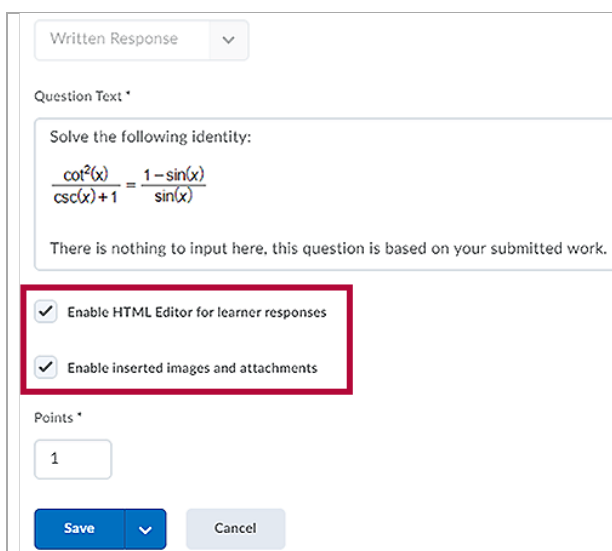 Written Response
Question Text *
Solve the following identity:
cot²(x)/csc(x)+1 = 1−sin(x)/sin(x)
There is nothing to input here, this question is based on your submitted work.
Enable HTML Editor for learner responses
Enable inserted images and attachments
Points *
1
Save
Cancel